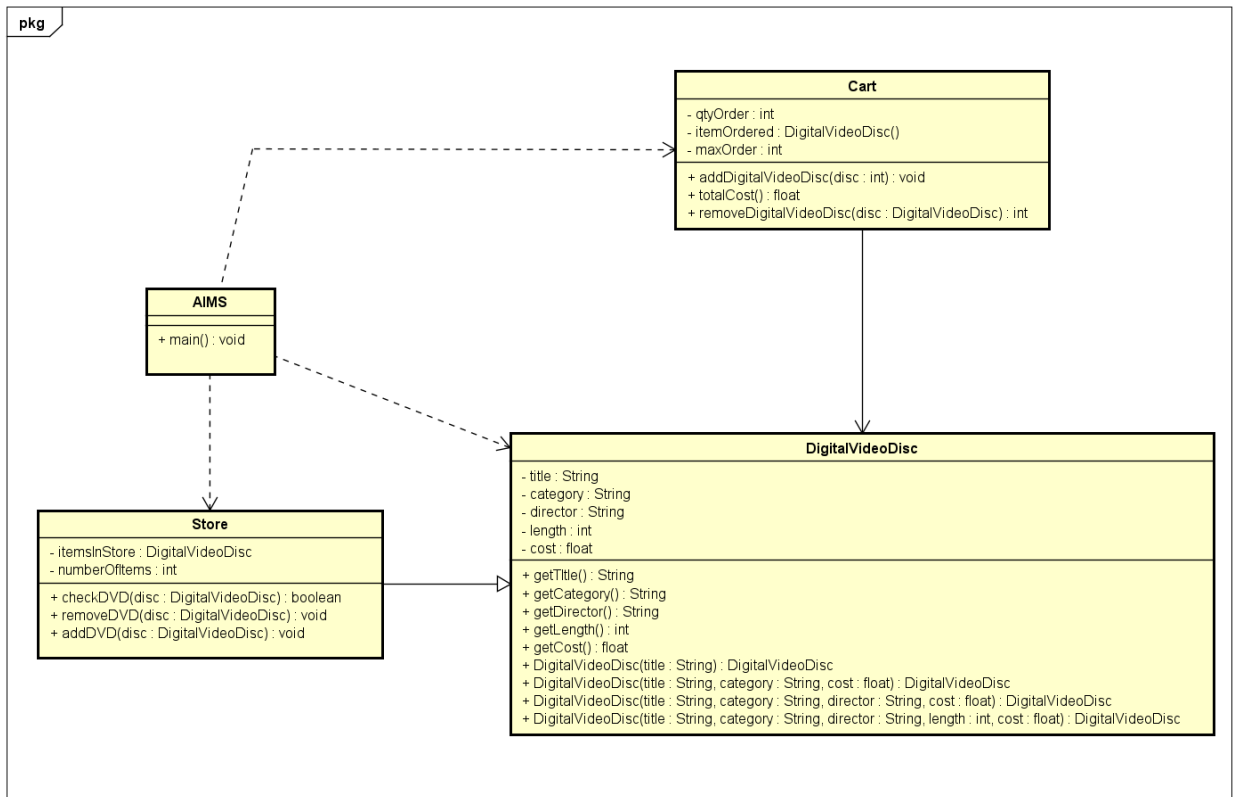 pkg
Cart
- qtyOrder : int
- itemOrdered : DigitalVideoDisc()
- maxOrder : int
+ addDigitalVideoDisc(disc : int) : void
+ totalCost() : float
+ removeDigitalVideoDisc(disc : DigitalVideoDisc) : int
AIMS
+ main() : void
DigitalVideoDisc
- title : String
- category : String
- director : String
- length : int
- cost : float
+ getTItle() : String
+ getCategory() : String
+ getDirector() : String
+ getLength() : int
+ getCost() : float
+ DigitalVideoDisc(title : String) : DigitalVideoDisc
+ DigitalVideoDisc(title : String, category : String, cost : float) : DigitalVideoDisc
+ DigitalVideoDisc(title : String, category : String, director : String, cost : float) : DigitalVideoDisc
+ DigitalVideoDisc(title : String, category : String, director : String, length : int, cost : float) : DigitalVideoDisc
Store
- itemsInStore : DigitalVideoDisc
- numberOfItems : int
+ checkDVD(disc : DigitalVideoDisc) : boolean
+ removeDVD(disc : DigitalVideoDisc) : void
+ addDVD(disc : DigitalVideoDisc) : void